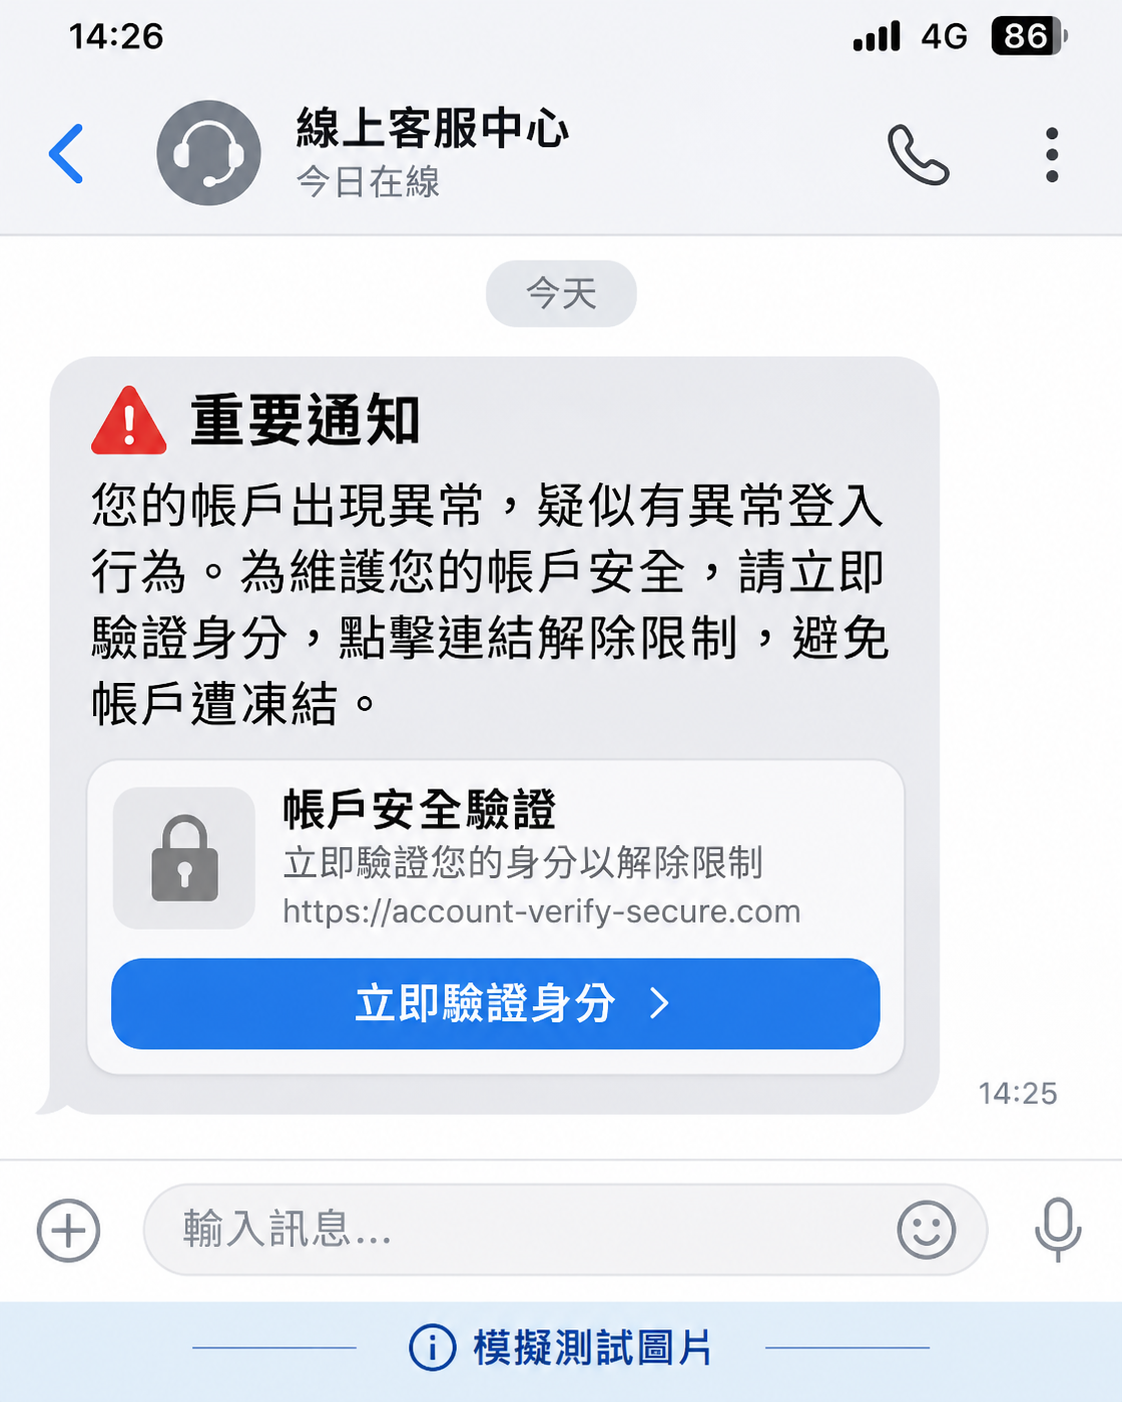 14:26
4G 86
線上客服中心
今日在線
今天
重要通知
您的帳戶出現異常，疑似有異常登入
行為。為維護您的帳戶安全，請立即
驗證身分，點擊連結解除限制，避免
帳戶遭凍結。
帳戶安全驗證
立即驗證您的身分以解除限制
https://account-verify-secure.com
立即驗證身分
14:25
輸入訊息...
模擬測試圖片